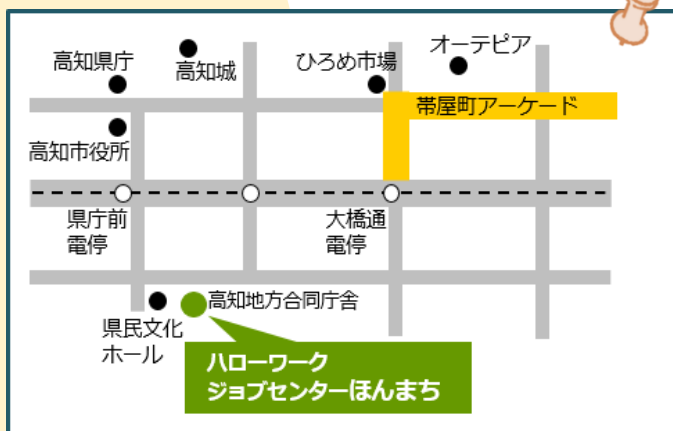 オーテピア
高知県庁
高知城
ひろめ市場
帯屋町アーケード
高知市役所
県庁前
電停
大橋通
電停
高知地方合同庁舎
県民文化
ホール
ハローワーク
ジョブセンターほんまち